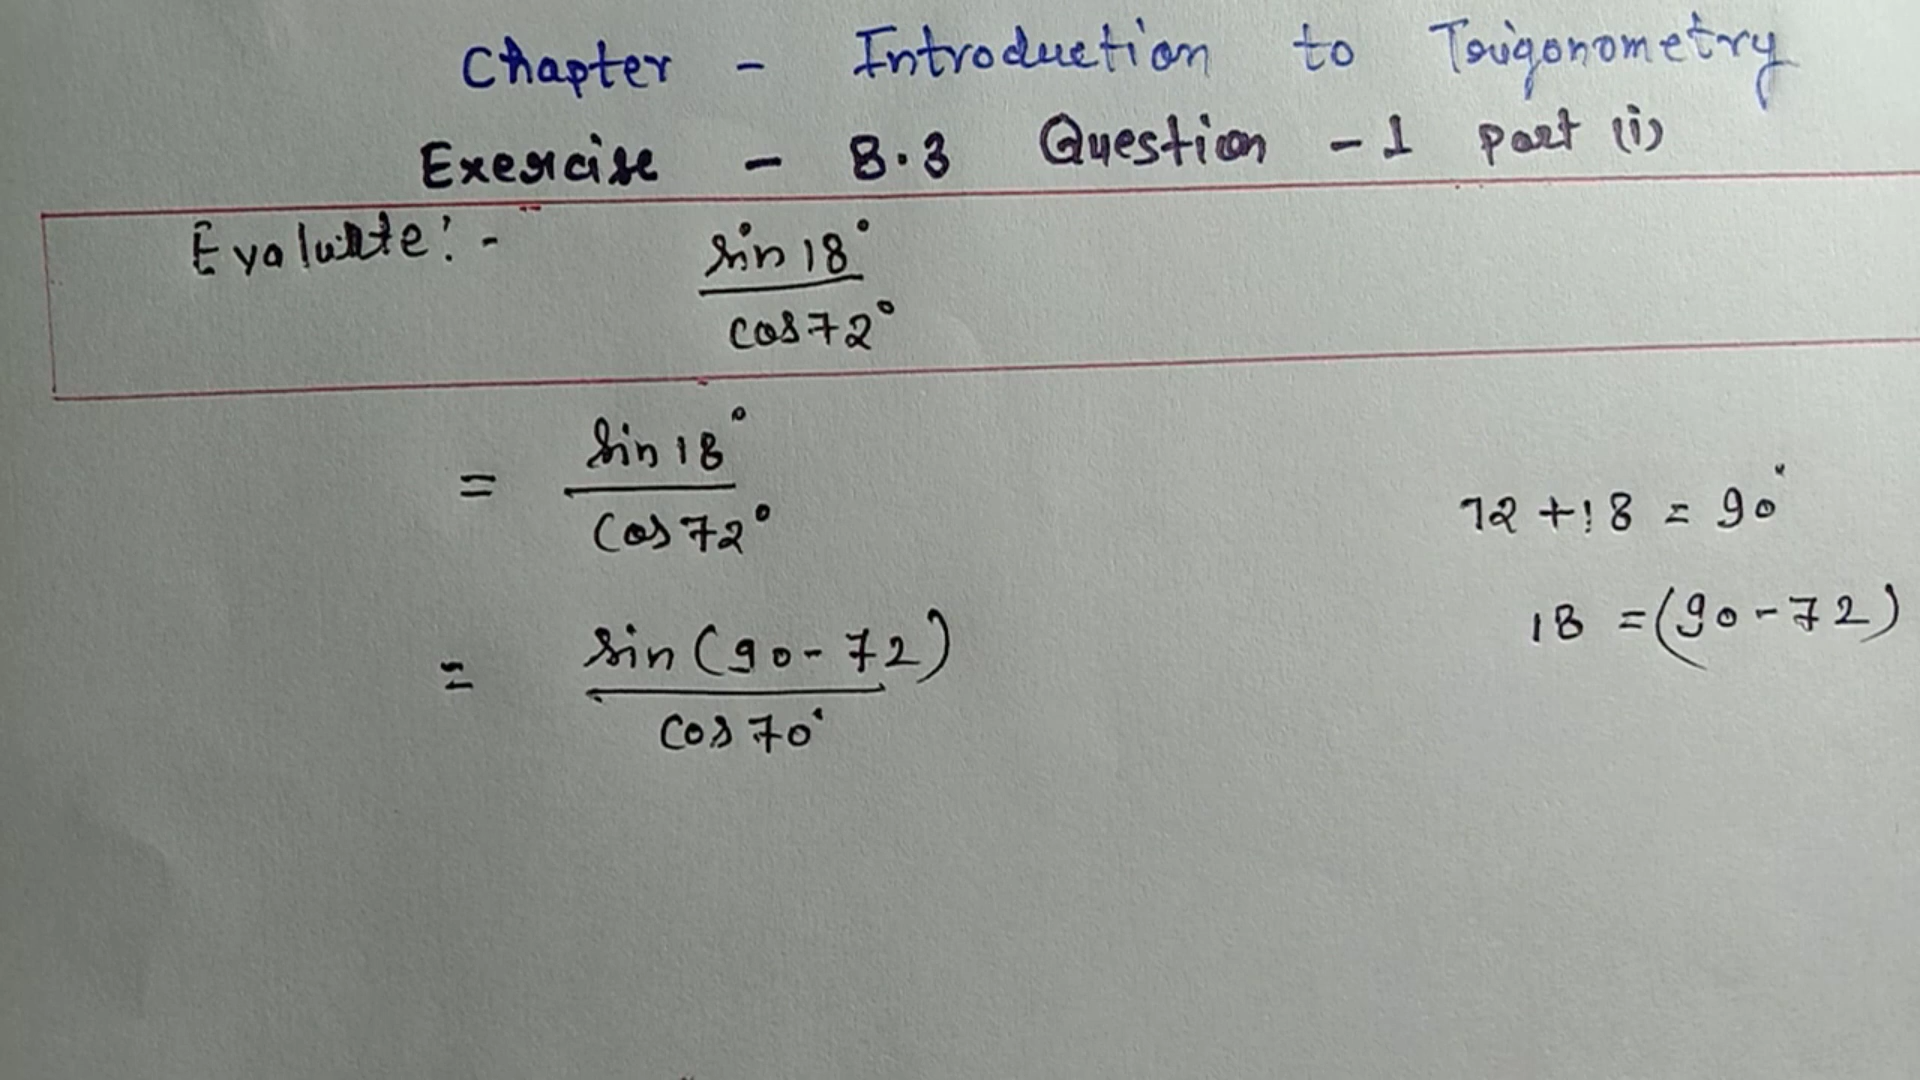 Chapter - Introduction to Trigonometry
Exercise - 8.3 Question - 1 part (i)
Evaluate:- sin 18° / cos 72°
= sin 18° / cos 72°
72 + 18 = 90°
18 = (90 - 72)
= sin (90 - 72) / cos 70°